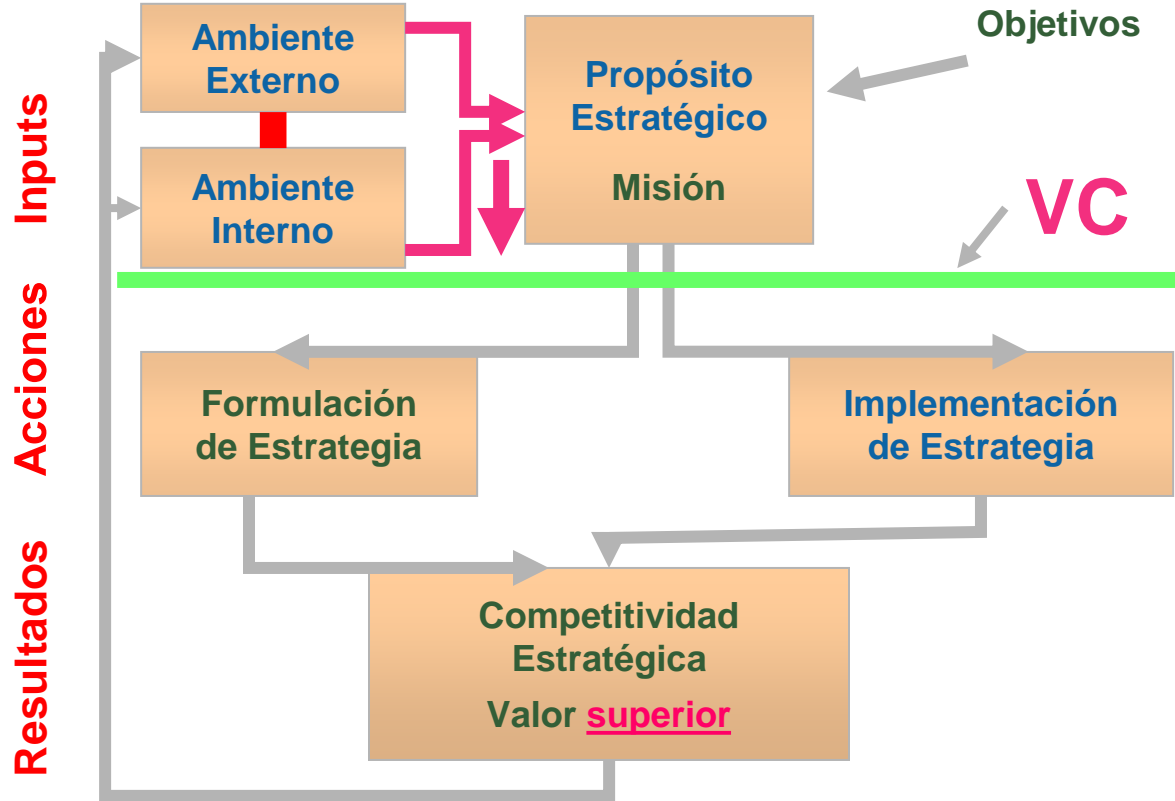 Ambiente
Externo
Propósito
Estratégico
Misión
Objetivos
Inputs
Ambiente
Interno
VC
Acciones
Formulación
de Estrategia
Implementación
de Estrategia
Resultados
Competitividad
Estratégica
Valor superior